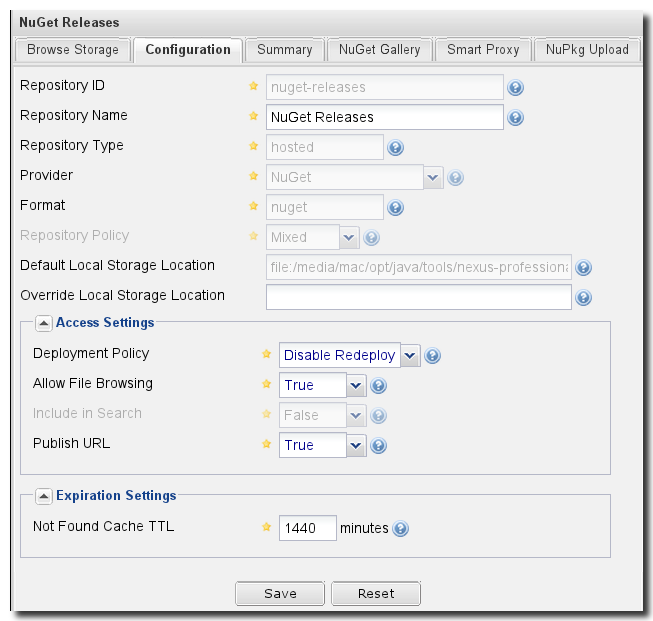 NuGet Releases
Browse Storage Configuration Summary NuGet Gallery Smart Proxy NuPkg Upload
Repository ID nuget-releases
Repository Name NuGet Releases
Repository Type hosted
Provider NuGet
Format nuget
Repository Policy Mixed
Default Local Storage Location file:/media/mac/opt/java/tools/nexus-professiona
Override Local Storage Location
Access Settings
Deployment Policy Disable Redeploy
Allow File Browsing True
Include in Search False
Publish URL True
Expiration Settings
Not Found Cache TTL 1440 minutes
Save Reset